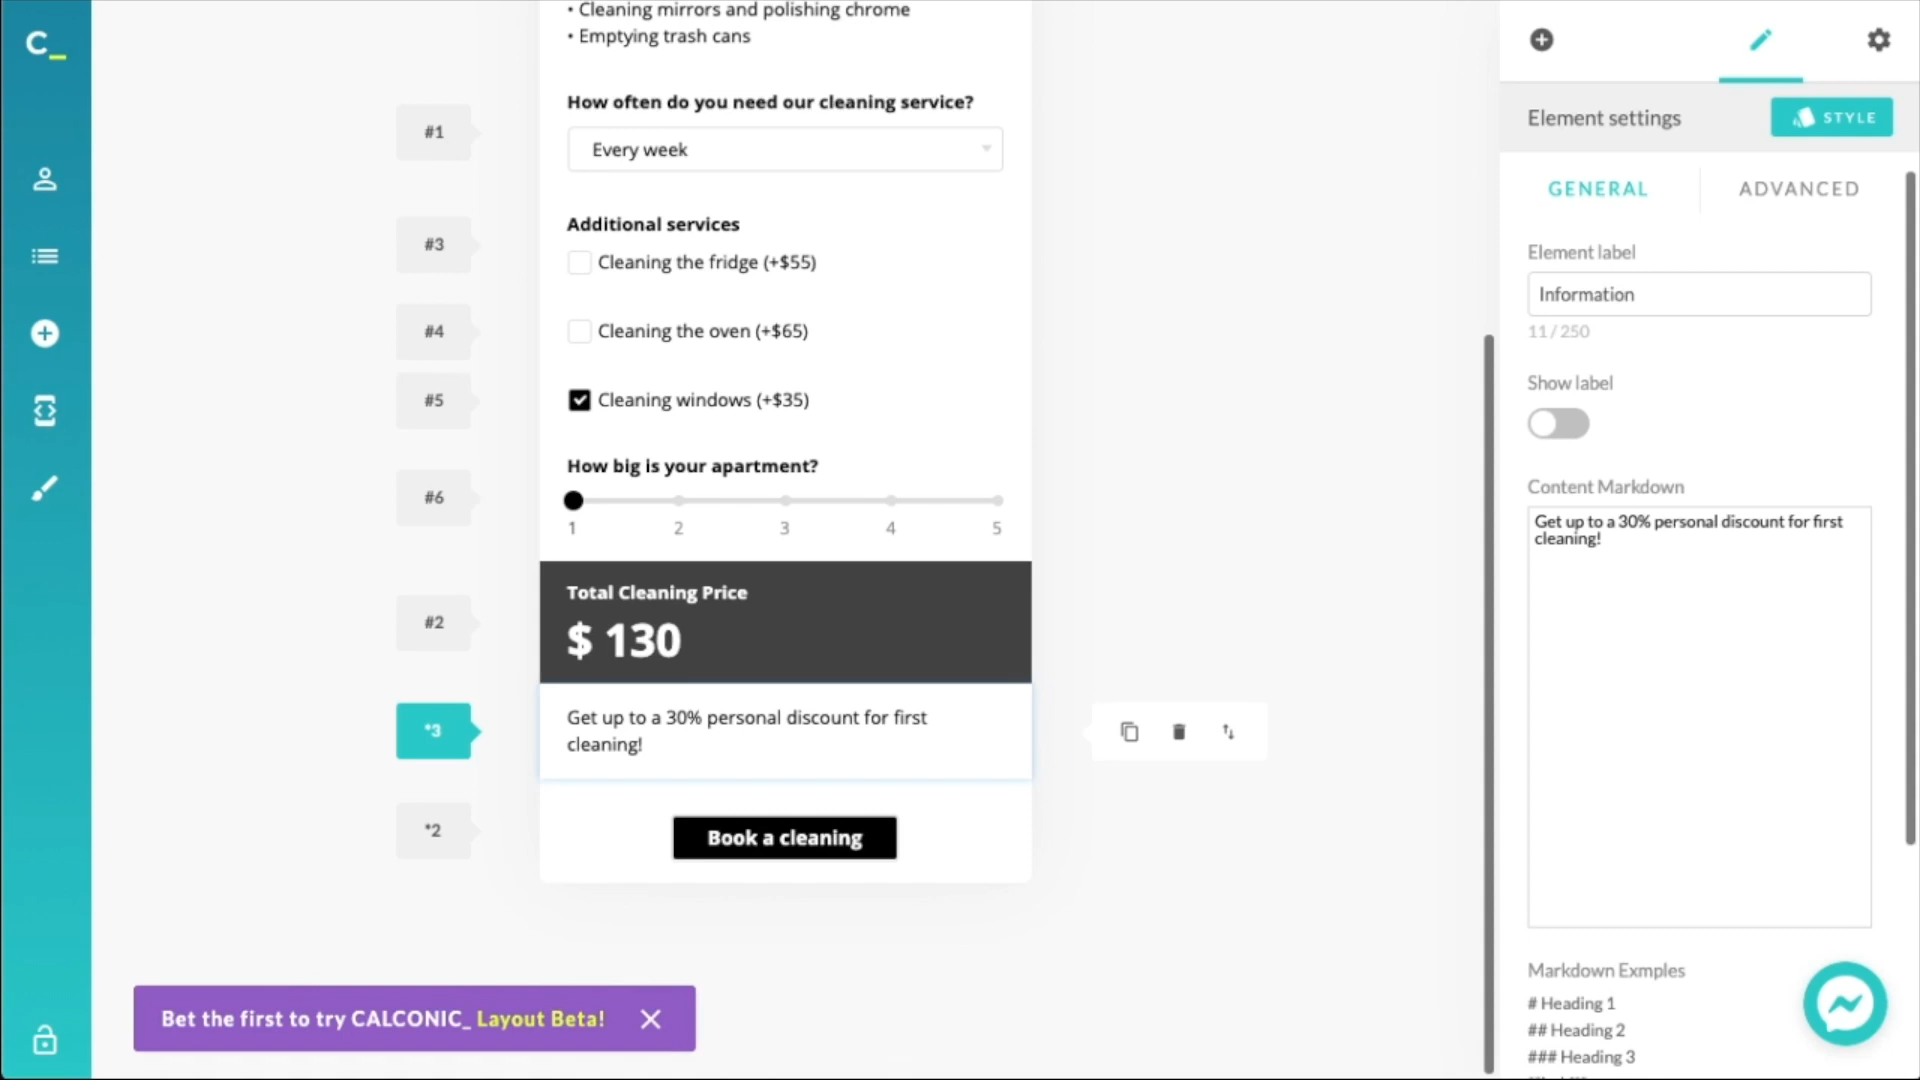 C_
• Cleaning mirrors and polishing chrome
• Emptying trash cans
#1
How often do you need our cleaning service?
Every week
#3
Additional services
Cleaning the fridge (+$55)
#4
Cleaning the oven (+$65)
#5
Cleaning windows (+$35)
#6
How big is your apartment?
1 2 3 4 5
#2
Total Cleaning Price
$ 130
*3
Get up to a 30% personal discount for first
cleaning!
*2
Book a cleaning
Bet the first to try CALCONIC_ Layout Beta!
Element settings
STYLE
GENERAL
ADVANCED
Element label
Information
11 / 250
Show label
Content Markdown
Get up to a 30% personal discount for first
cleaning!
Markdown Exmples
# Heading 1
## Heading 2
### Heading 3